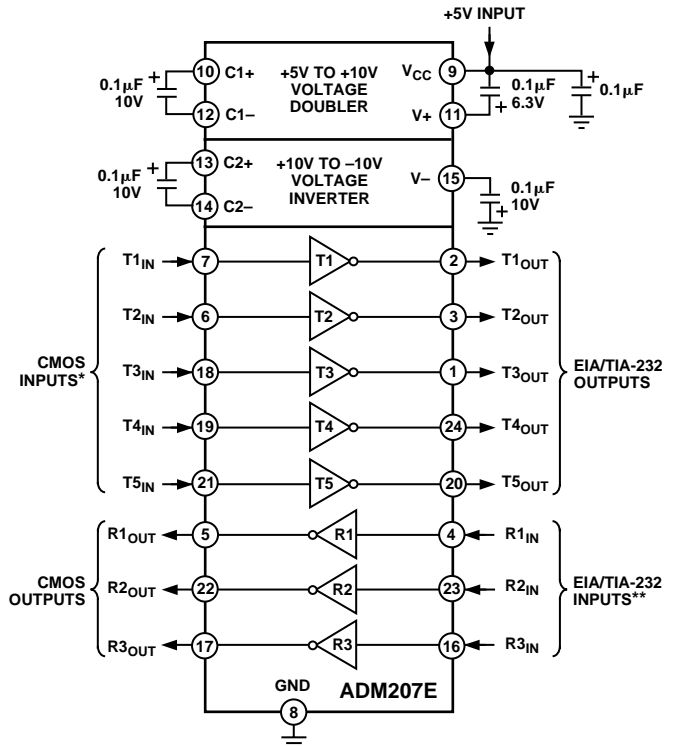 +5V INPUT
0.1µF
10V
10 C1+
12 C1–
+5V TO +10V
VOLTAGE
DOUBLER
VCC 9
V+ 11
0.1µF
6.3V
0.1µF
0.1µF
10V
13 C2+
14 C2–
+10V TO –10V
VOLTAGE
INVERTER
V– 15
0.1µF
10V
CMOS
INPUTS*
T1IN 7 T1 2 T1OUT
T2IN 6 T2 3 T2OUT
T3IN 18 T3 1 T3OUT
T4IN 19 T4 24 T4OUT
T5IN 21 T5 20 T5OUT
EIA/TIA-232
OUTPUTS
CMOS
OUTPUTS
R1OUT 5 R1 4 R1IN
R2OUT 22 R2 23 R2IN
R3OUT 17 R3 16 R3IN
EIA/TIA-232
INPUTS**
GND
8
ADM207E